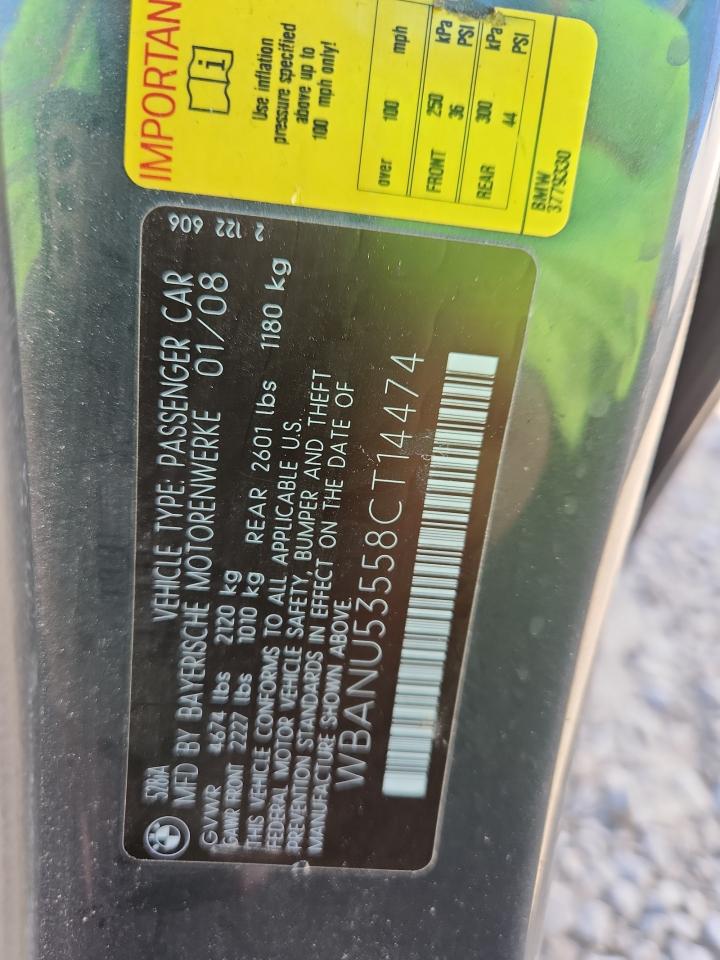 IMPORTAN
Use inflation
pressure specified
above up to
100 mph only!
over 100 mph
kPa
PSI
kPa
PSI
FRONT 250
36
REAR 300
44
BMW
3779330
2 122 606
528iA
VEHICLE TYPE: PASSENGER CAR
MFD BY BAYERISCHE MOTORENWERKE 01/08
GVWR 4674 lbs 2120 kg
GAWR FRONT 2227 lbs 1010 kg REAR 2601 lbs 1180 kg
THIS VEHICLE CONFORMS TO ALL APPLICABLE U.S.
FEDERAL MOTOR VEHICLE SAFETY, BUMPER AND THEFT
PREVENTION STANDARDS IN EFFECT ON THE DATE OF
MANUFACTURE SHOWN ABOVE.
WBANU53558CT14474